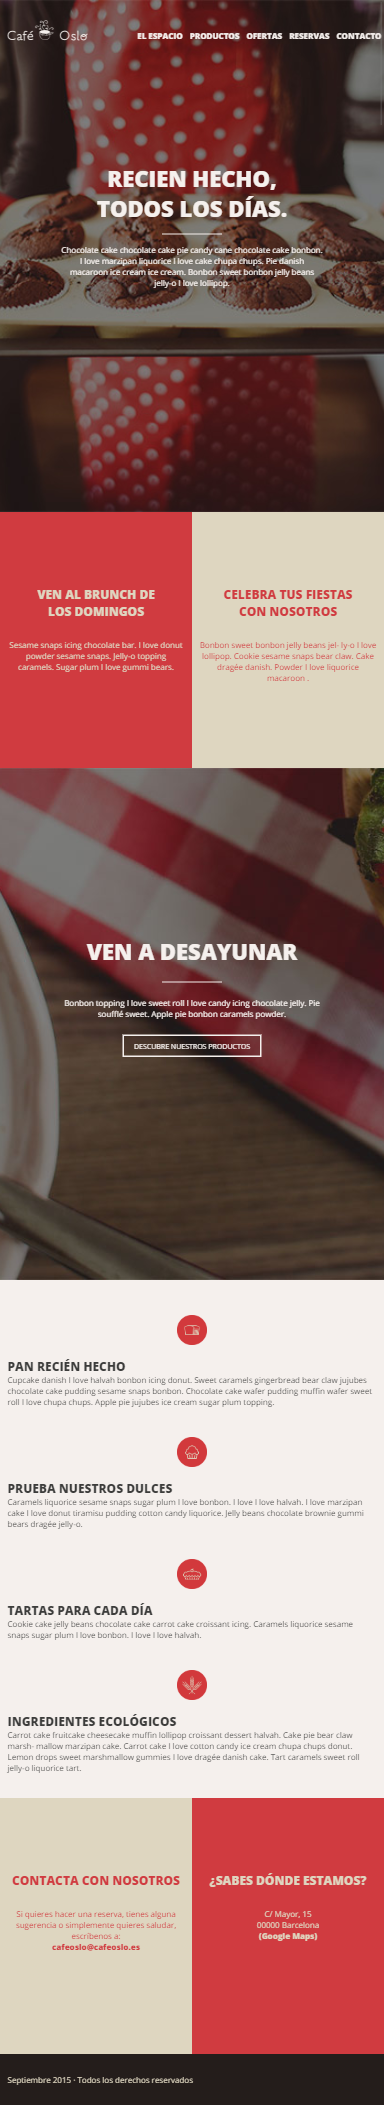 Café Oslo
EL ESPACIO PRODUCTOS OFERTAS RESERVAS CONTACTO
RECIEN HECHO,
TODOS LOS DÍAS.
Chocolate cake chocolate cake pie candy cane chocolate cake bonbon.
I love marzipan liquorice I love cake chupa chups. Pie danish
macaroon ice cream ice cream. Bonbon sweet bonbon jelly beans
jelly-o I love lollipop.
VEN AL BRUNCH DE
LOS DOMINGOS
Sesame snaps icing chocolate bar. I love donut
powder sesame snaps. Jelly-o topping
caramels. Sugar plum I love gummi bears.
CELEBRA TUS FIESTAS
CON NOSOTROS
Bonbon sweet bonbon jelly beans jel- ly-o I love
lollipop. Cookie sesame snaps bear claw. Cake
dragée danish. Powder I love liquorice
macaroon .
VEN A DESAYUNAR
Bonbon topping I love sweet roll I love candy icing chocolate jelly. Pie
soufflé sweet. Apple pie bonbon caramels powder.
DESCUBRE NUESTROS PRODUCTOS
PAN RECIÉN HECHO
Cupcake danish I love halvah bonbon icing donut. Sweet caramels gingerbread bear claw jujubes
chocolate cake pudding sesame snaps bonbon. Chocolate cake wafer pudding muffin wafer sweet
roll I love chupa chups. Apple pie jujubes ice cream sugar plum topping.
PRUEBA NUESTROS DULCES
Caramels liquorice sesame snaps sugar plum I love bonbon. I love I love halvah. I love marzipan
cake I love donut tiramisu pudding cotton candy liquorice. Jelly beans chocolate brownie gummi
bears dragée jelly-o.
TARTAS PARA CADA DÍA
Cookie cake jelly beans chocolate cake carrot cake croissant icing. Caramels liquorice sesame
snaps sugar plum I love bonbon. I love I love halvah.
INGREDIENTES ECOLÓGICOS
Carrot cake fruitcake cheesecake muffin lollipop croissant dessert halvah. Cake pie bear claw
marsh- mallow marzipan cake. Carrot cake I love cotton candy ice cream chupa chups donut.
Lemon drops sweet marshmallow gummies I love dragée danish cake. Tart caramels sweet roll
jelly-o liquorice tart.
CONTACTA CON NOSOTROS
Si quieres hacer una reserva, tienes alguna
sugerencia o simplemente quieres saludar,
escríbenos a:
cafeoslo@cafeoslo.es
¿SABES DÓNDE ESTAMOS?
C/ Mayor, 15
00000 Barcelona
(Google Maps)
Septiembre 2015 · Todos los derechos reservados